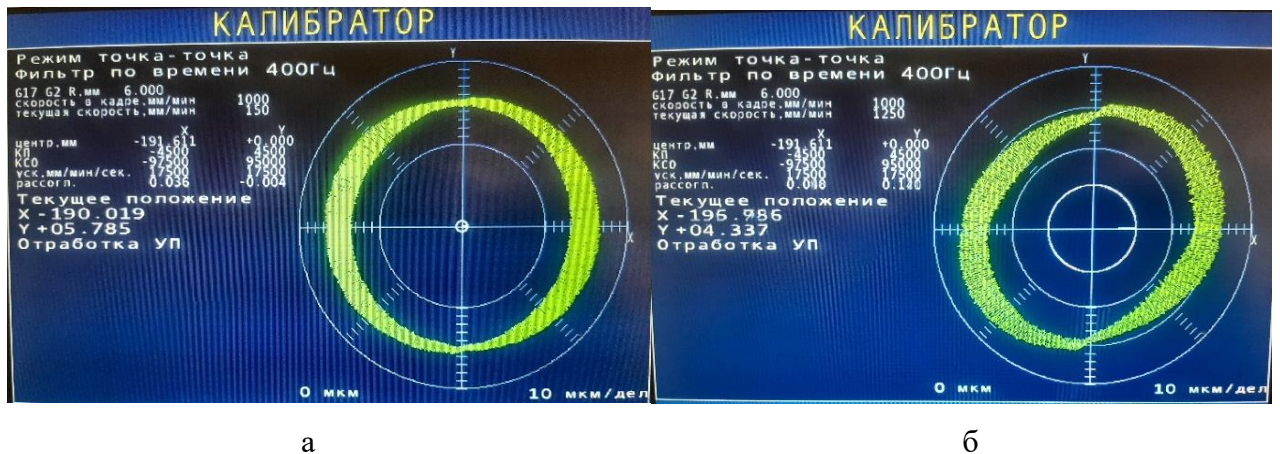 КАЛИБРАТОР
Режим точка-точка
Фильтр по времени 400Гц
G17 G2 R,мм 6.000
скорость в кадре,мм/мин 1000
текущая скорость,мм/мин 150
X Y
центр,мм -191.611 +0.000
КП -4500 4500
КСО -97500 95000
уск,мм/мин/сек. 17500 17500
рассогл. 0.036 -0.004
Текущее положение
X -190.019
Y +05.785
Отработка УП
Y
X
0 мкм 10 мкм/дел
а
КАЛИБРАТОР
Режим точка-точка
Фильтр по времени 400Гц
G17 G2 R,мм 6.000
скорость в кадре,мм/мин 1000
текущая скорость,мм/мин 1250
X Y
центр,мм -191.611 +0.000
КП -4500 4500
КСО -97500 95000
уск,мм/мин/сек. 17500 17500
рассогл.
Текущее положение
X -196.786
Y +04.337
Отработка УП
Y
X
0 мкм 10 мкм/дел
б